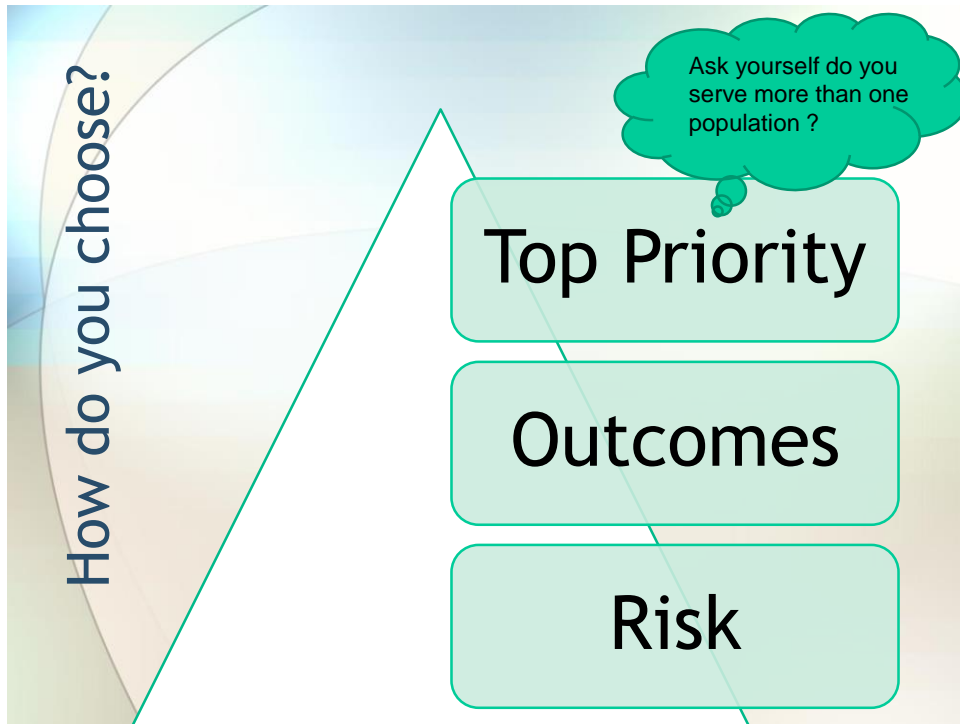 How do you choose?
Ask yourself do you
serve more than one
population ?
Top Priority
Outcomes
Risk